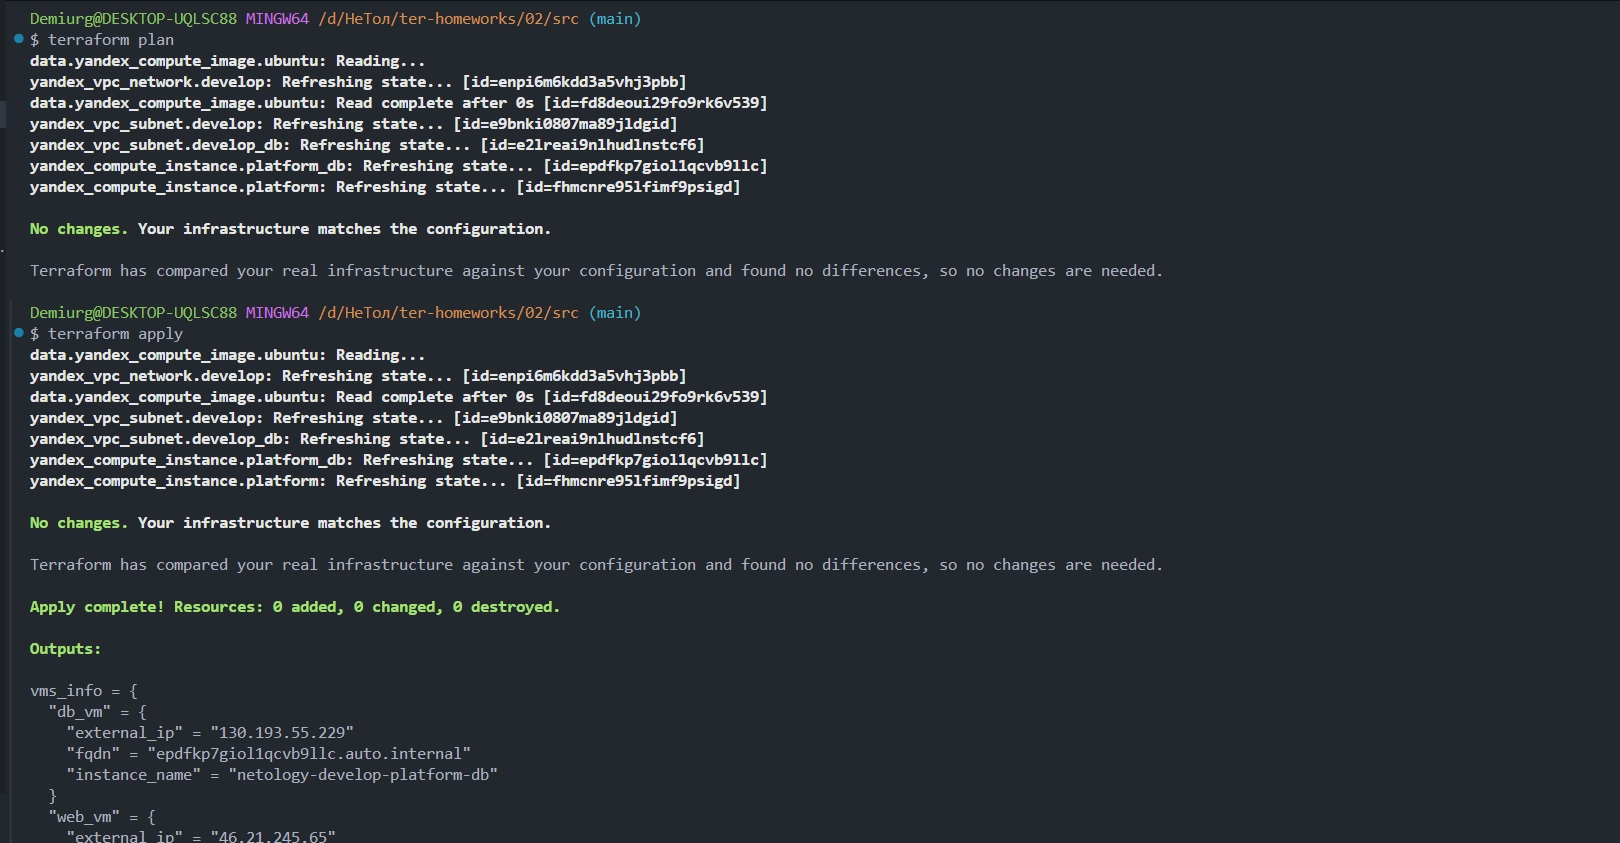 Demiurg@DESKTOP-UQLSC88 MINGW64 /d/НеТол/ter-homeworks/02/src (main)
$ terraform plan
data.yandex_compute_image.ubuntu: Reading...
yandex_vpc_network.develop: Refreshing state... [id=enpi6m6kdd3a5vhj3pbb]
data.yandex_compute_image.ubuntu: Read complete after 0s [id=fd8deoui29fo9rk6v539]
yandex_vpc_subnet.develop: Refreshing state... [id=e9bnki0807ma89jldgid]
yandex_vpc_subnet.develop_db: Refreshing state... [id=e2lreai9nlhudlnstcf6]
yandex_compute_instance.platform_db: Refreshing state... [id=epdfkp7giol1qcvb9llc]
yandex_compute_instance.platform: Refreshing state... [id=fhmcnre95lfimf9psigd]
No changes. Your infrastructure matches the configuration.
Terraform has compared your real infrastructure against your configuration and found no differences, so no changes are needed.
Demiurg@DESKTOP-UQLSC88 MINGW64 /d/НеТол/ter-homeworks/02/src (main)
$ terraform apply
data.yandex_compute_image.ubuntu: Reading...
yandex_vpc_network.develop: Refreshing state... [id=enpi6m6kdd3a5vhj3pbb]
data.yandex_compute_image.ubuntu: Read complete after 0s [id=fd8deoui29fo9rk6v539]
yandex_vpc_subnet.develop: Refreshing state... [id=e9bnki0807ma89jldgid]
yandex_vpc_subnet.develop_db: Refreshing state... [id=e2lreai9nlhudlnstcf6]
yandex_compute_instance.platform_db: Refreshing state... [id=epdfkp7giol1qcvb9llc]
yandex_compute_instance.platform: Refreshing state... [id=fhmcnre95lfimf9psigd]
No changes. Your infrastructure matches the configuration.
Terraform has compared your real infrastructure against your configuration and found no differences, so no changes are needed.
Apply complete! Resources: 0 added, 0 changed, 0 destroyed.
Outputs:
vms_info = {
"db_vm" = {
"external_ip" = "130.193.55.229"
"fqdn" = "epdfkp7giol1qcvb9llc.auto.internal"
"instance_name" = "netology-develop-platform-db"
}
"web_vm" = {
"external_ip" = "46.21.245.65"